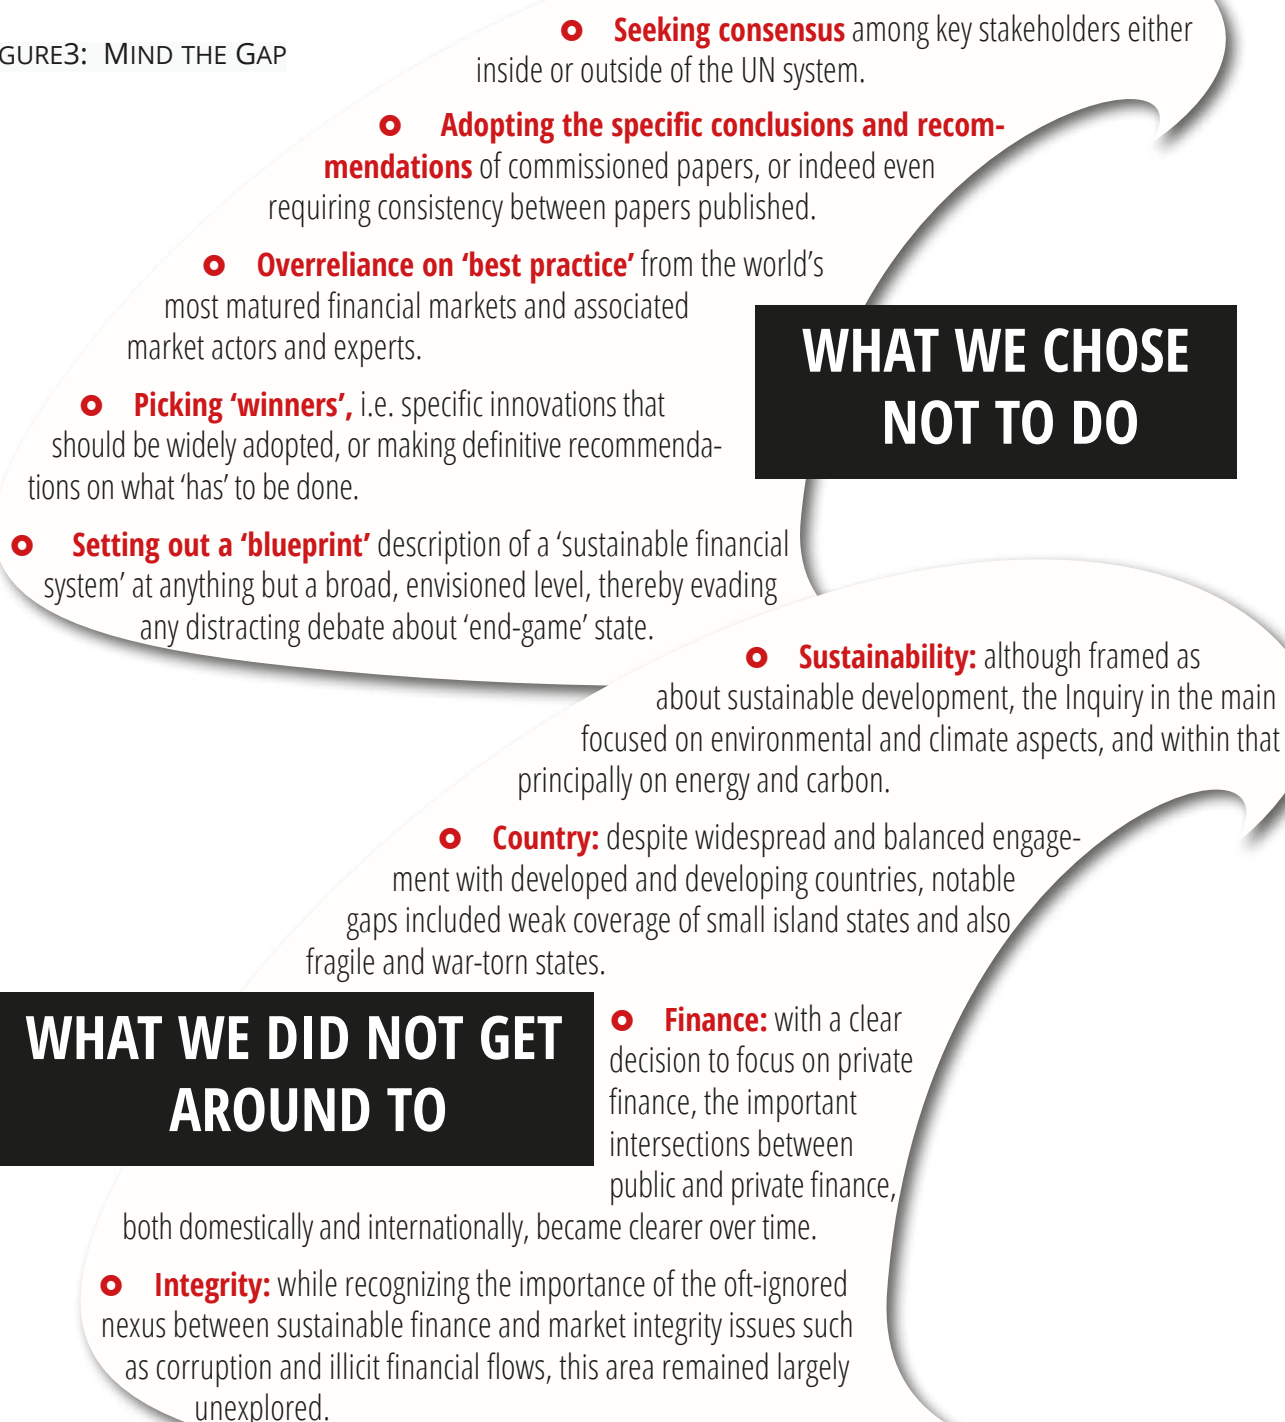 GURE3: MIND THE GAP
Seeking consensus among key stakeholders either
inside or outside of the UN system.
Adopting the specific conclusions and recom-
mendations of commissioned papers, or indeed even
requiring consistency between papers published.
Overreliance on ‘best practice’ from the world’s
most matured financial markets and associated
market actors and experts.
Picking ‘winners’, i.e. specific innovations that
should be widely adopted, or making definitive recommenda-
tions on what ‘has’ to be done.
Setting out a ‘blueprint’ description of a ‘sustainable financial
system’ at anything but a broad, envisioned level, thereby evading
any distracting debate about ‘end-game’ state.
WHAT WE CHOSE
NOT TO DO
Sustainability: although framed as
about sustainable development, the Inquiry in the main
focused on environmental and climate aspects, and within that
principally on energy and carbon.
Country: despite widespread and balanced engage-
ment with developed and developing countries, notable
gaps included weak coverage of small island states and also
fragile and war-torn states.
WHAT WE DID NOT GET
AROUND TO
Finance: with a clear
decision to focus on private
finance, the important
intersections between
public and private finance,
both domestically and internationally, became clearer over time.
Integrity: while recognizing the importance of the oft-ignored
nexus between sustainable finance and market integrity issues such
as corruption and illicit financial flows, this area remained largely
unexplored.